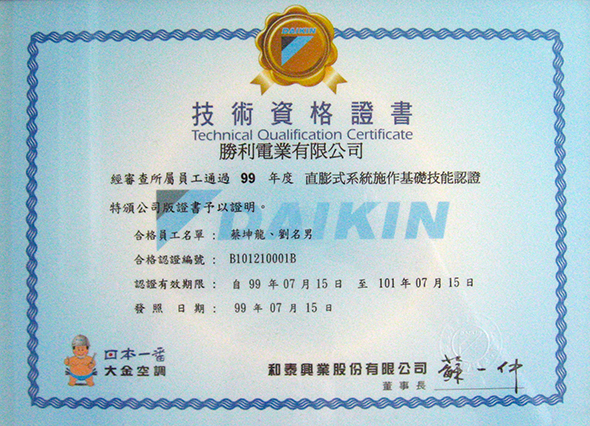 DAIKIN
技術資格證書
Technical Qualification Certificate
勝利電業有限公司
經審查所屬員工通過 99 年度 直膨式系統施作基礎技能認證
特頒公司版證書予以證明。
DAIKIN
合格員工名單： 蔡坤龍、劉名男
合格認證編號： B101210001B
認證有效期限： 自 99 年 07 月 15 日 至 101 年 07 月 15 日
發照日期： 99 年 07 月 15 日
日本一番
大金空調
和泰興業股份有限公司
董事長 蘇一仲